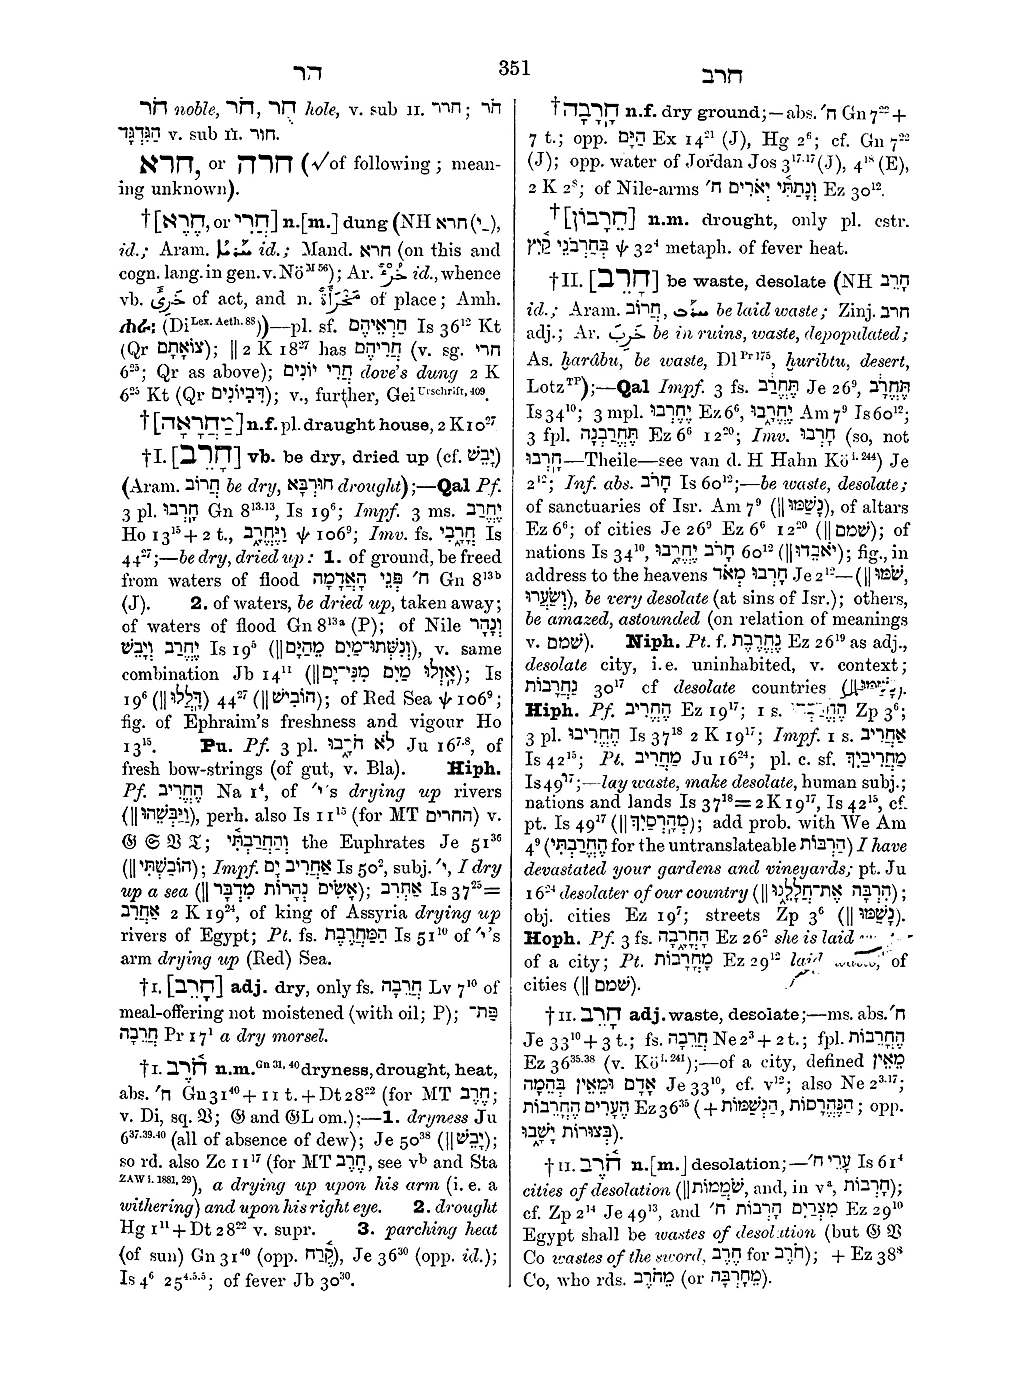 הר
351
חרב
חֹר noble, חֹר, חֻר hole, v. sub II. חרר; חֹר
הַגִּדְגָּד v. sub II. חור.
חרא, or חרה (√of following; mean-
ing unknown).
†[חֶרֶא, or חֲרִי] n.[m.] dung (NH חרא(־ִי),
id.; Aram. id.; Mand. חרא (on this and
cogn. lang. in gen. v. Nö M 56); Ar. id., whence
vb. of act, and n. of place; Amh.
(Di Lex. Aeth. 88))—pl. sf. חַרְאֵיהֶם Is 36¹² Kt
(Qr צוֹאָתָם); || 2 K 18²⁷ has חֲרֵיהֶם (v. sg. חרי
6²⁵; Qr as above); חֲרֵי יוֹנִים dove's dung 2 K
6²⁵ Kt (Qr דִּבְיוֹנִים); v., further, Gei Urschrift, 409.
†[מַחֲרָאָה] n.f. pl. draught house, 2 K 10²⁷
†I. [חָרֵב] vb. be dry, dried up (cf. יָבֵשׁ)
(Aram. חֲרוֹב be dry, חוּרְבָּא drought);—Qal Pf.
3 pl. חָרְבוּ Gn 8¹³·¹³, Is 19⁶; Impf. 3 ms. יֶחֱרַב
Ho 13¹⁵ + 2 t., וַיֶּחֱרָב ψ 106⁹; Imv. fs. חֳרָבִי Is
44²⁷;—be dry, dried up: 1. of ground, be freed
from waters of flood ח׳ פְּנֵי הָאֲדָמָה Gn 8¹³ᵇ
(J). 2. of waters, be dried up, taken away;
of waters of flood Gn 8¹³ᵃ (P); of Nile וְנָהָר
יֶחֱרַב וְיָבֵשׁ Is 19⁵ (|| וְנִשְּׁתוּ־מַיִם מֵהַיָּם), v. same
combination Jb 14¹¹ (|| אָזְלוּ מַיִם מִנִּי־יָם); Is
19⁶ (|| דָּֽלְלוּ) 44²⁷ (|| הוֹבִישׁ); of Red Sea ψ 106⁹;
fig. of Ephraim's freshness and vigour Ho
13¹⁵. Pu. Pf. 3 pl. לֹא חֹרָבוּ Ju 16⁷·⁸, of
fresh bow-strings (of gut, v. Bla). Hiph.
Pf. הֶחֱרִיב Na 1⁴, of י׳'s drying up rivers
(|| וַיַּבְּשֵׁהוּ), perh. also Is 11¹⁵ (for MT החרים) v.
𝔊 𝔖 𝔙 𝔗; וְהַחֲרַבְתִּי the Euphrates Je 51³⁶
(|| הוֹבַשְׁתִּי); Impf. אַחֲרִיב יָם Is 50², subj. י׳, I dry
up a sea (|| אָשִׂים נְהָרוֹת מִדְבָּר); אַחְרִב Is 37²⁵=
אַחְרִב 2 K 19²⁴, of king of Assyria drying up
rivers of Egypt; Pt. fs. הַמַּחֲרֶבֶת Is 51¹⁰ of י׳'s
arm drying up (Red) Sea.
†I. [חָרֵב] adj. dry, only fs. חֲרֵבָה Lv 7¹⁰ of
meal-offering not moistened (with oil; P); פַּת־
חֲרֵבָה Pr 17¹ a dry morsel.
†I. חֹרֶב n.m. Gn 31, 40 dryness, drought, heat,
abs. ח׳ Gn 31⁴⁰ + 11 t. + Dt 28²² (for MT חֶרֶב;
v. Di, sq. 𝔙; 𝔊 and 𝔊L om.);—1. dryness Ju
6³⁷·³⁹·⁴⁰ (all of absence of dew); Je 50³⁸ (|| יָבֵשׁ);
so rd. also Zc 11¹⁷ (for MT חֶרֶב, see vᵇ and Sta
ZAW i. 1881, 29), a drying up upon his arm (i. e. a
withering) and upon his right eye. 2. drought
Hg 1¹¹ + Dt 28²² v. supr. 3. parching heat
(of sun) Gn 31⁴⁰ (opp. קֶרַח), Je 36³⁰ (opp. id.);
Is 4⁶ 25⁴·⁵·⁵; of fever Jb 30³⁰.
†חָרָבָה n.f. dry ground;—abs. ח׳ Gn 7²² +
7 t.; opp. הַיָּם Ex 14²¹ (J), Hg 2⁶; cf. Gn 7²²
(J); opp. water of Jordan Jos 3¹⁷·¹⁷ (J), 4¹⁸ (E),
2 K 2⁸; of Nile-arms וְנָתַתִּי יְאֹרִים ח׳ Ez 30¹².
†[חֵרָבוֹן] n.m. drought, only pl. cstr.
בְּחַרְבֹנֵי קַיִץ ψ 32⁴ metaph. of fever heat.
†II. [חָרֵב] be waste, desolate (NH חָרֵב
id.; Aram. חֲרוֹב, be laid waste; Zinj. חרב
adj.; Ar. be in ruins, waste, depopulated;
As. ḫarâbu, be waste, Dl Pr 175, ḫuribtu, desert,
Lotz TP);—Qal Impf. 3 fs. תֶּחֱרַב Je 26⁹, תֶּחֱרָב
Is 34¹⁰; 3 mpl. יֶחֶרְבוּ Ez 6⁶, יֶחֱרָבוּ Am 7⁹ Is 60¹²;
3 fpl. תֶּחֱרַבְנָה Ez 6⁶ 12²⁰; Imv. חָרְבוּ (so, not
חֳרָבוּ—Theile—see van d. H Hahn Kö i. 244) Je
2¹²; Inf. abs. חָרֹב Is 60¹²;—be waste, desolate;
of sanctuaries of Isr. Am 7⁹ (|| נָשַׁמּוּ), of altars
Ez 6⁶; of cities Je 26⁹ Ez 6⁶ 12²⁰ (|| שמם); of
nations Is 34¹⁰, חָרֹב יֶחֱרָבוּ 60¹² (|| יֹאבֵדוּ); fig., in
address to the heavens חָרְבוּ מְאֹד Je 2¹²—(|| שֹׁמּוּ,
וְשַׂעֲרוּ), be very desolate (at sins of Isr.); others,
be amazed, astounded (on relation of meanings
v. שמם). Niph. Pt. f. נֶחֱרֶבֶת Ez 26¹⁹ as adj.,
desolate city, i. e. uninhabited, v. context;
נֶחֱרָבוֹת 30⁷ cf desolate countries
Hiph. Pf. הֶחֱרִיב Ez 19⁷; 1 s. Zp 3⁶;
3 pl. הֶחֱרִיבוּ Is 37¹⁸ 2 K 19¹⁷; Impf. 1 s. אַחֲרִיב
Is 42¹⁵; Pt. מַחֲרִיב Ju 16²⁴; pl. c. sf. מַחֲרִיבַיִךְ
Is 49¹⁷;—lay waste, make desolate, human subj.;
nations and lands Is 37¹⁸ = 2 K 19¹⁷, Is 42¹⁵, cf.
pt. Is 49¹⁷ (|| מְהָרְסַיִךְ); add prob. with We Am
4⁹ (הֶחֱרַבְתִּי for the untranslateable הַרְבּוֹת) I have
devastated your gardens and vineyards; pt. Ju
16²⁴ desolater of our country (|| הִרְבָּה אֶת־חֲלָלֵנוּ);
obj. cities Ez 19⁷; streets Zp 3⁶ (|| נָשַׁמּוּ).
Hoph. Pf. 3 fs. הָחֳרָבָה Ez 26² she is laid
of a city; Pt. מָחֳרָבוֹת Ez 29¹² laid waste, of
cities (|| שמם).
†II. חָרֵב adj. waste, desolate;—ms. abs. ח׳
Je 33¹⁰ + 3 t.; fs. חֲרֵבָה Ne 2³ + 2 t.; fpl. הֶחֳרֵבוֹת
Ez 36³⁵·³⁸ (v. Kö i. 241);—of a city, defined מֵאֵין
אָדָם וּמֵאֵין בְּהֵמָה Je 33¹⁰, cf. v¹²; also Ne 2³·¹⁷;
הֶעָרִים הֶחֳרֵבוֹת Ez 36³⁵ (+ הַנֶּהֱרָסוֹת, הַנְּשַׁמּוֹת; opp.
בְּצוּרוֹת יָשָׁבוּ).
†II. חֹרֶב n.[m.] desolation;—עָרֵי ח׳ Is 61⁴
cities of desolation (|| שֹׁמֲמוֹת, and, in vᵃ, חָרְבוֹת);
cf. Zp 2¹⁴ Je 49¹³, and מִצְרַיִם חָרְבוֹת ח׳ Ez 29¹⁰
Egypt shall be wastes of desolation (but 𝔊 𝔙
Co wastes of the sword, חֶרֶב for חֹרֶב); + Ez 38⁸
Co, who rds. מֵחֹרֶב (or מֵחָרְבָּה).